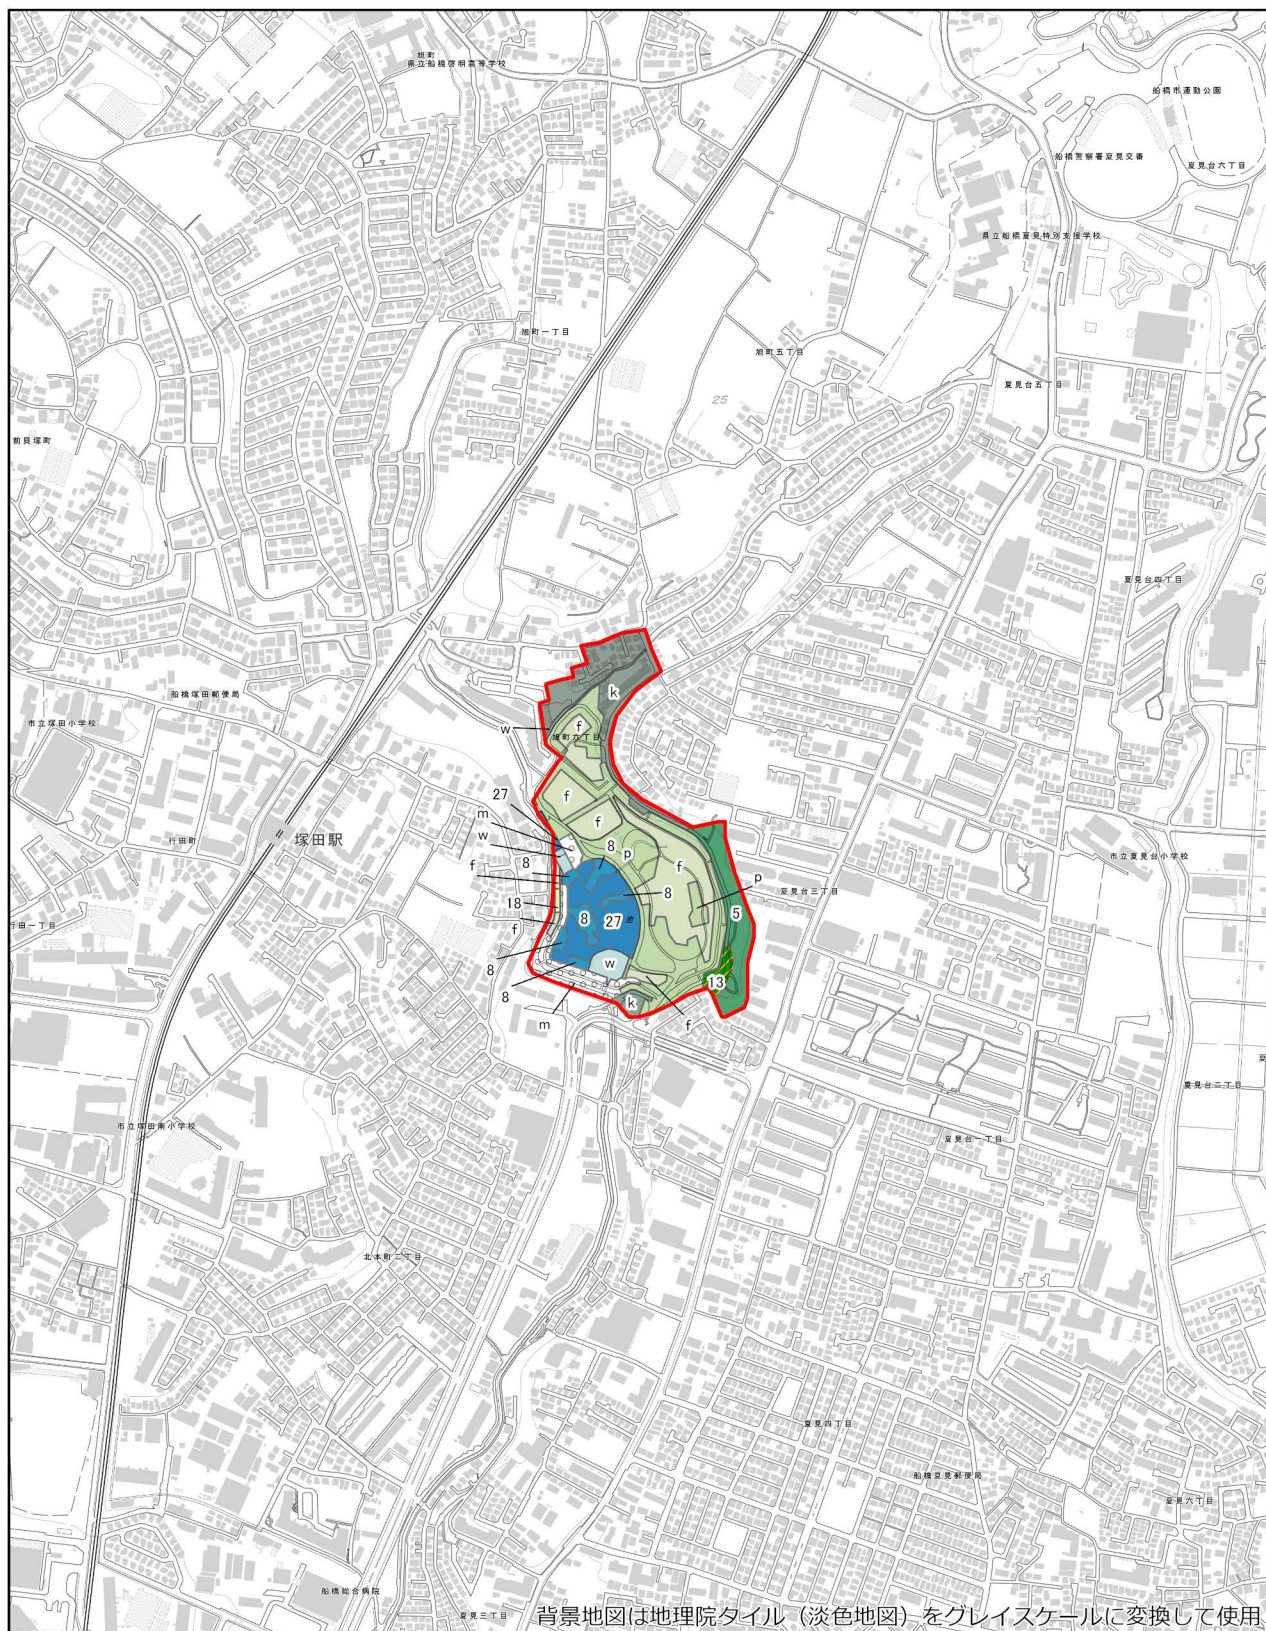 旭町
県立船橋啓明高等学校
船橋市運動公園
船橋警察署夏見交番
夏見台六丁目
県立船橋夏見特別支援学校
旭町一丁目
旭町五丁目
夏見台五丁目
25
前貝塚町
夏見台四丁目
船橋塚田郵便局
市立塚田小学校
k
w
f
旭町六丁目
27
f
m
f
塚田駅
行田町
w
8
p
市立夏見台小学校
8
f
f
8
p
夏見台三丁目
18
8
27
池
5
行田一丁目
f
w
8
13
8
k
f
m
夏見台二丁目
市立塚田南小学校
夏見台一丁目
北本町二丁目
夏見四丁目
船橋夏見郵便局
夏見六丁目
船橋総合病院
夏見三丁目
背景地図は地理院タイル（淡色地図）をグレイスケールに変換して使用